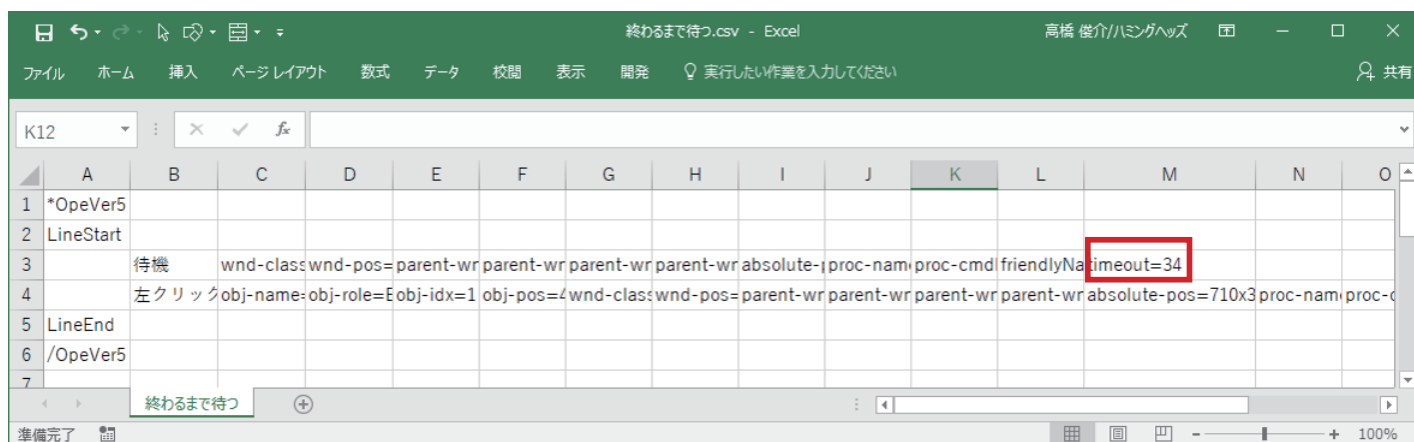 終わるまで待つ.csv - Excel 高橋 俊介/ハミングヘッズ
ファイル ホーム 挿入 ページ レイアウト 数式 データ 校閲 表示 開発 実行したい作業を入力してください 共有
K12 fx
A B C D E F G H I J K L M N O
1 *OpeVer5
2 LineStart
3 待機 wnd-class wnd-pos= parent-wr parent-wr parent-wr parent-wr absolute-p proc-nam proc-cmdl friendlyNa timeout=34
4 左クリック obj-name= obj-role=E obj-idx=1 obj-pos=4 wnd-class wnd-pos= parent-wr parent-wr parent-wr parent-wr absolute-pos=710x3 proc-nam proc-c
5 LineEnd
6 /OpeVer5
7
終わるまで待つ
準備完了 100%